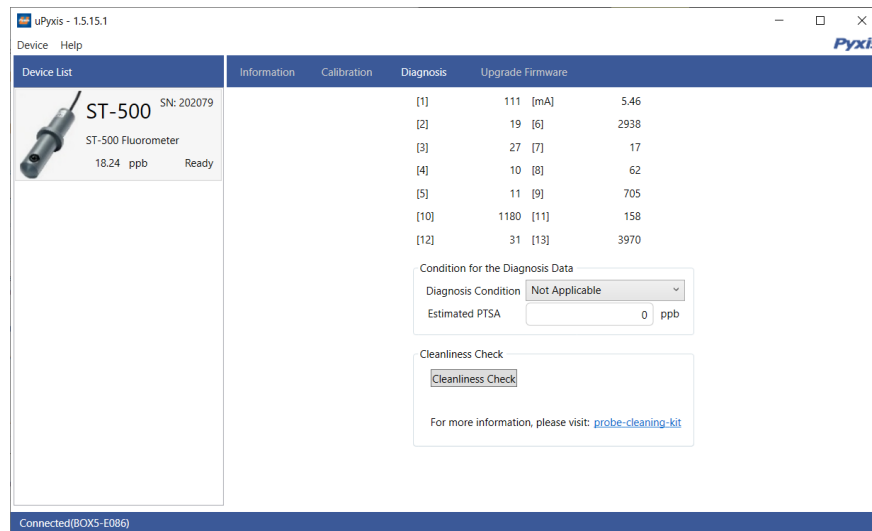 uPyxis - 1.5.15.1
Device Help
Pyxis
Device List
Information Calibration Diagnosis Upgrade Firmware
ST-500 SN: 202079
ST-500 Fluorometer
18.24 ppb Ready
[1] 111 [mA] 5.46
[2] 19 [6] 2938
[3] 27 [7] 17
[4] 10 [8] 62
[5] 11 [9] 705
[10] 1180 [11] 158
[12] 31 [13] 3970
Condition for the Diagnosis Data
Diagnosis Condition Not Applicable
Estimated PTSA 0 ppb
Cleanliness Check
Cleanliness Check
For more information, please visit: probe-cleaning-kit
Connected(BOX5-E086)